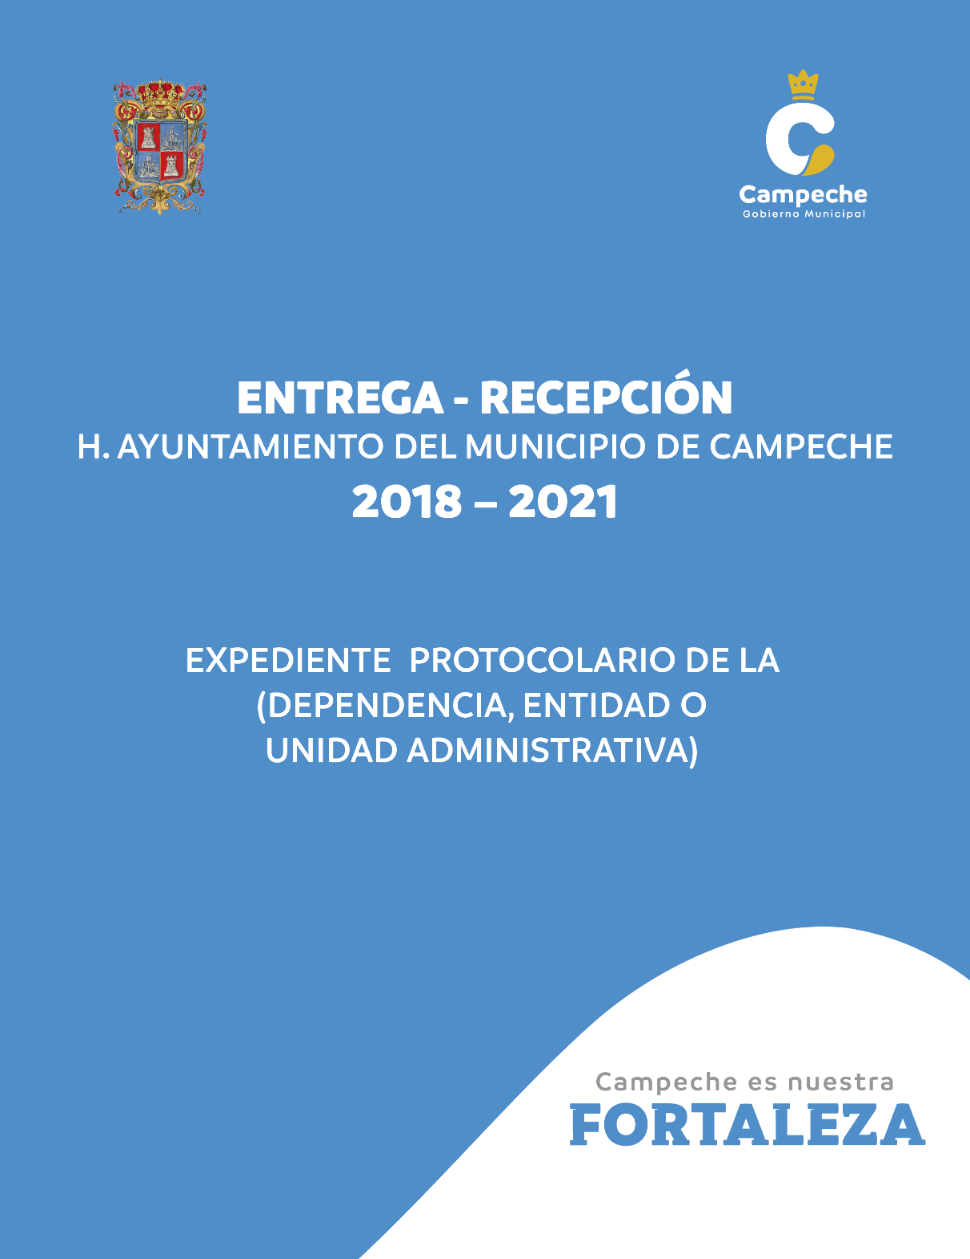 Campeche
Gobierno Municipal
ENTREGA - RECEPCIÓN
H. AYUNTAMIENTO DEL MUNICIPIO DE CAMPECHE
2018 – 2021
EXPEDIENTE PROTOCOLARIO DE LA
(DEPENDENCIA, ENTIDAD O
UNIDAD ADMINISTRATIVA)
Campeche es nuestra
FORTALEZA